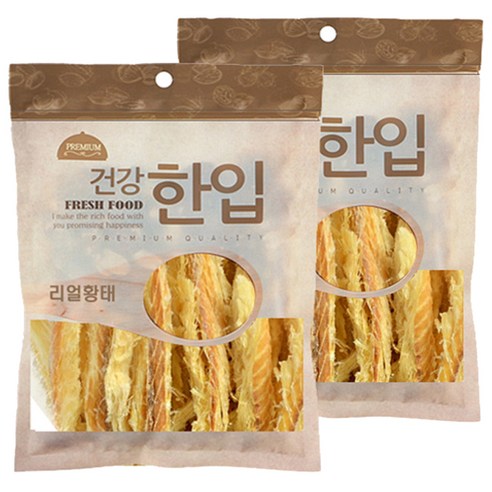 PREMIUM
건강
한입
FRESH FOOD
I make the rich food with
you promising happiness
PREMIUM QUALITY
리얼황태
한입
QUALITY